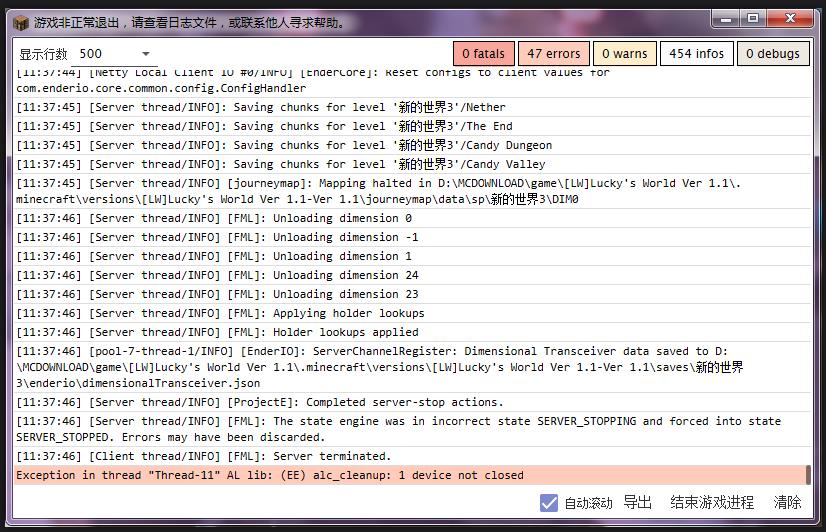 游戏非正常退出，请查看日志文件，或联系他人寻求帮助。
显示行数 500 0 fatals 47 errors 0 warns 454 infos 0 debugs
[11:37:44] [Netty Local Client IO #0/INFO] [EnderCore]: Reset configs to client values for
com.enderio.core.common.config.ConfigHandler
[11:37:45] [Server thread/INFO]: Saving chunks for level '新的世界3'/Nether
[11:37:45] [Server thread/INFO]: Saving chunks for level '新的世界3'/The End
[11:37:45] [Server thread/INFO]: Saving chunks for level '新的世界3'/Candy Dungeon
[11:37:45] [Server thread/INFO]: Saving chunks for level '新的世界3'/Candy Valley
[11:37:45] [Server thread/INFO] [journeymap]: Mapping halted in D:\MCDOWNLOAD\game\[LW]Lucky's World Ver 1.1\.
minecraft\versions\[LW]Lucky's World Ver 1.1-Ver 1.1\journeymap\data\sp\新的世界3\DIM0
[11:37:46] [Server thread/INFO] [FML]: Unloading dimension 0
[11:37:46] [Server thread/INFO] [FML]: Unloading dimension -1
[11:37:46] [Server thread/INFO] [FML]: Unloading dimension 1
[11:37:46] [Server thread/INFO] [FML]: Unloading dimension 24
[11:37:46] [Server thread/INFO] [FML]: Unloading dimension 23
[11:37:46] [Server thread/INFO] [FML]: Applying holder lookups
[11:37:46] [Server thread/INFO] [FML]: Holder lookups applied
[11:37:46] [pool-7-thread-1/INFO] [EnderIO]: ServerChannelRegister: Dimensional Transceiver data saved to D:
\MCDOWNLOAD\game\[LW]Lucky's World Ver 1.1\.minecraft\versions\[LW]Lucky's World Ver 1.1-Ver 1.1\saves\新的世界
3\enderio\dimensionalTransceiver.json
[11:37:46] [Server thread/INFO] [ProjectE]: Completed server-stop actions.
[11:37:46] [Server thread/INFO] [FML]: The state engine was in incorrect state SERVER_STOPPING and forced into state
SERVER_STOPPED. Errors may have been discarded.
[11:37:46] [Client thread/INFO] [FML]: Server terminated.
Exception in thread "Thread-11" AL lib: (EE) alc_cleanup: 1 device not closed
自动滚动 导出 结束游戏进程 清除